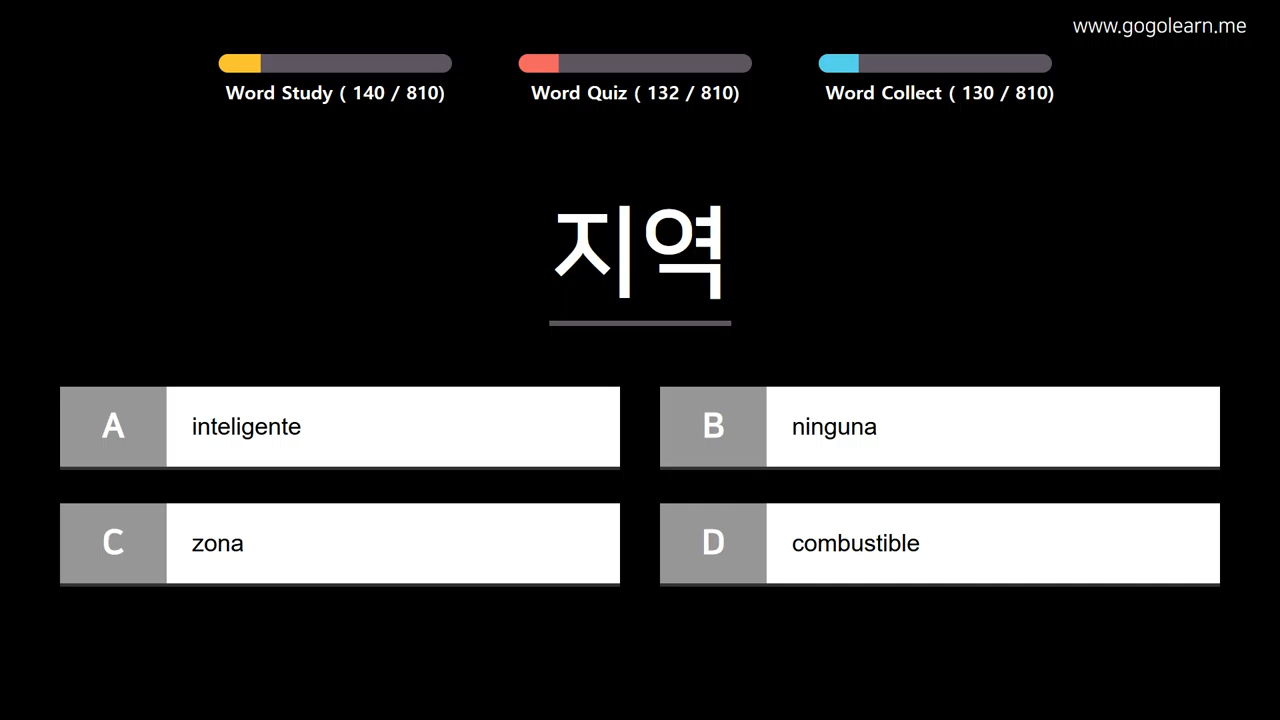 www.gogolearn.me
Word Study ( 140 / 810)
Word Quiz ( 132 / 810)
Word Collect ( 130 / 810)
지역
A inteligente
B ninguna
C zona
D combustible